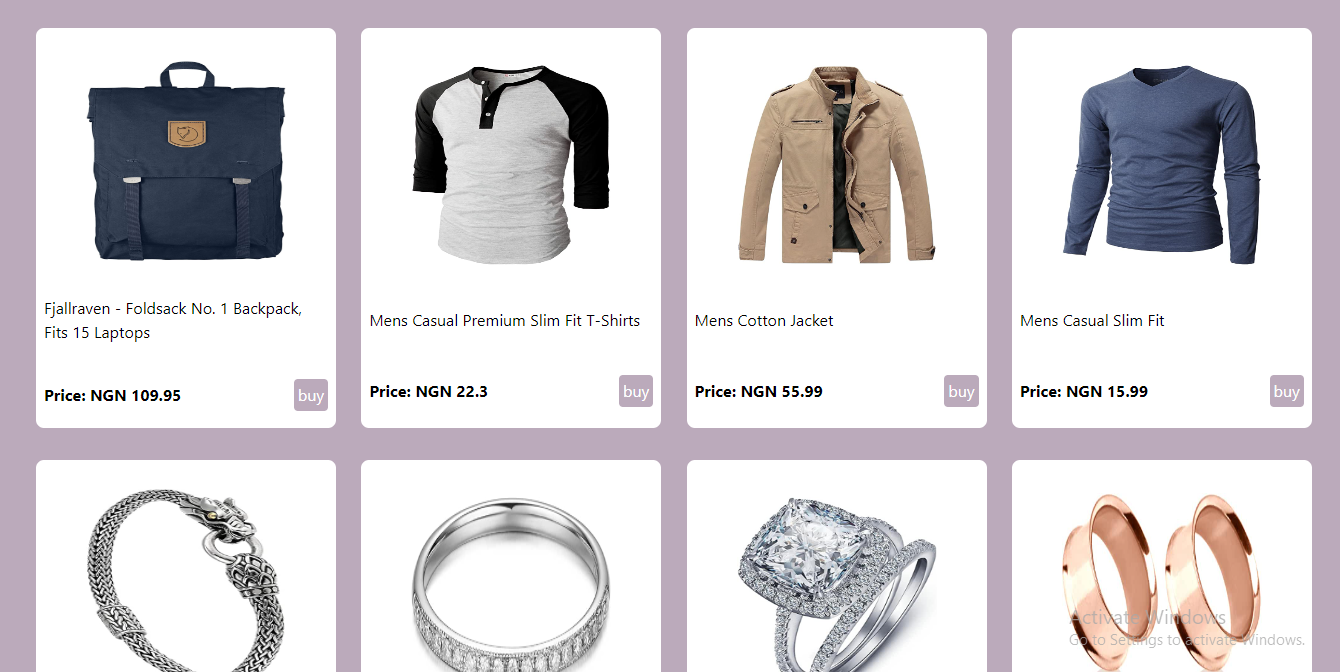 Fjallraven - Foldsack No. 1 Backpack,
Fits 15 Laptops
Price: NGN 109.95
buy
Mens Casual Premium Slim Fit T-Shirts
Price: NGN 22.3
buy
Mens Cotton Jacket
Price: NGN 55.99
buy
Mens Casual Slim Fit
Price: NGN 15.99
buy
Activate Windows
Go to Settings to activate Windows.